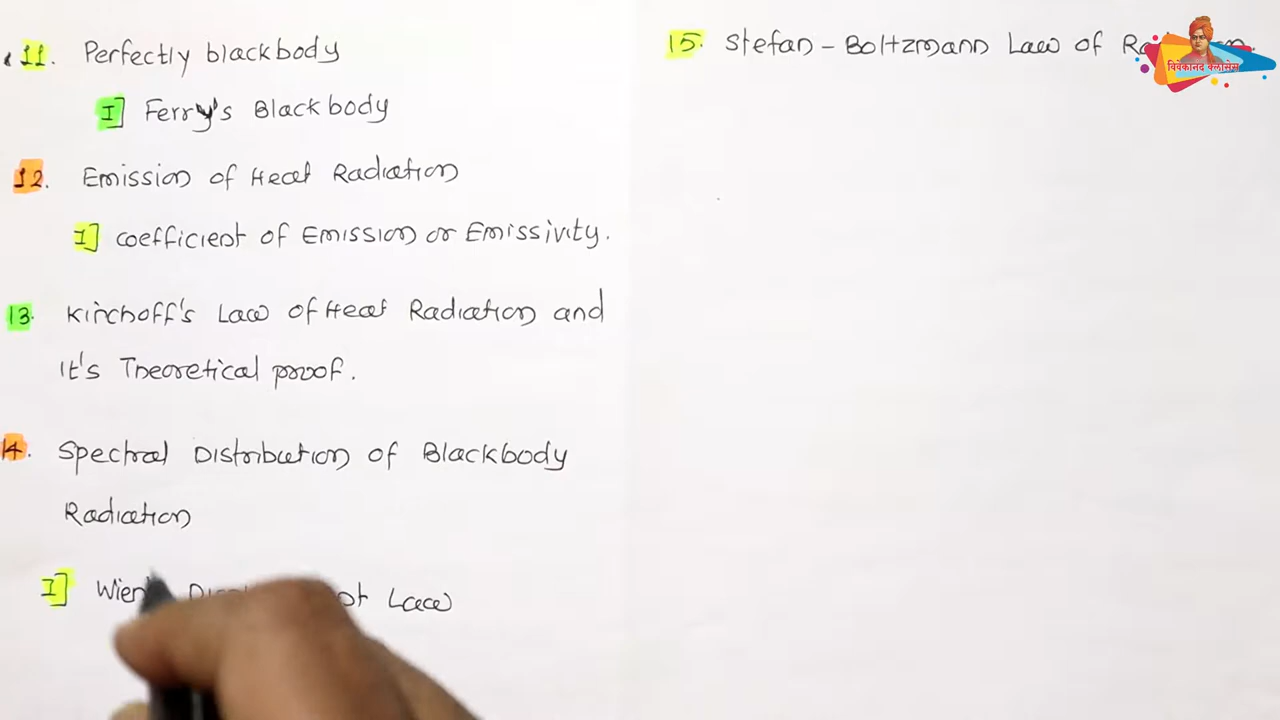 11. Perfectly blackbody
I] Ferry's Blackbody
12. Emission of Heat Radiation
I] coefficient of Emission or Emissivity.
13. Kirchoff's Law of Heat Radiation and
It's Theoretical proof.
14. Spectral Distribution of Blackbody
Radiation
I] Law
15. Stefan - Boltzmann Law of
विवेकानंद क्लासेस